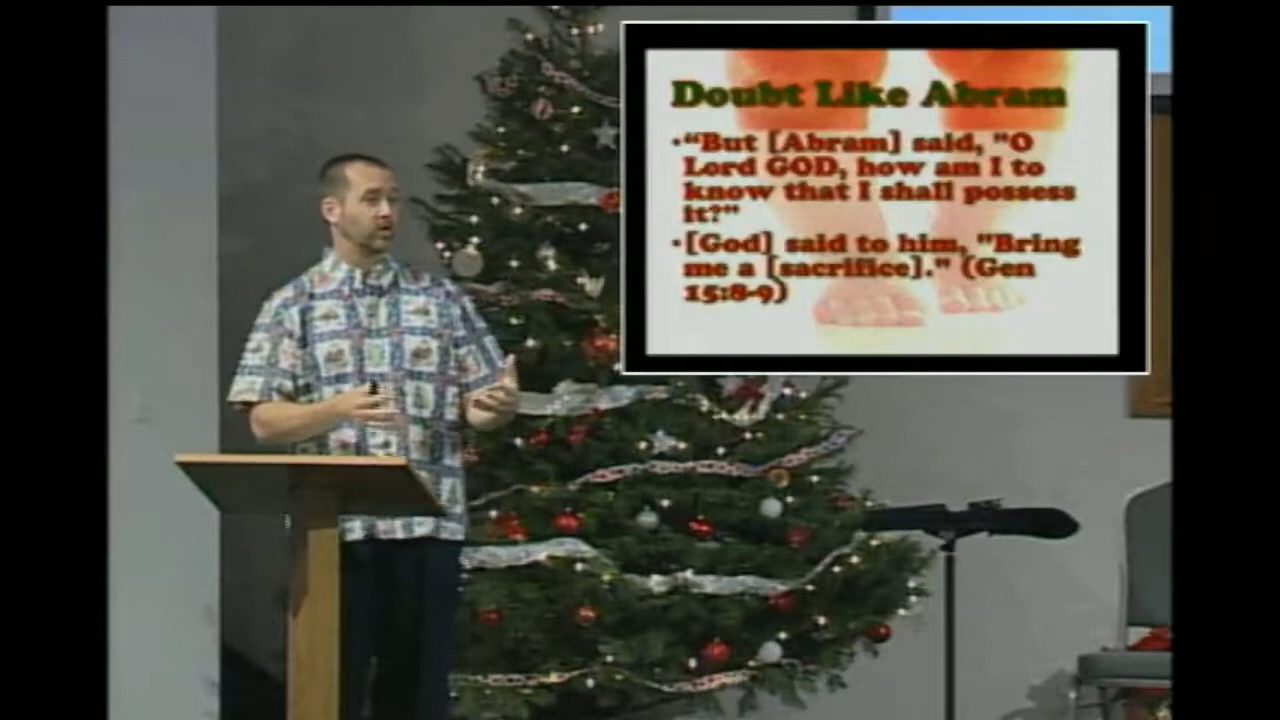 Doubt Like Abram
•“But [Abram] said, "O
Lord GOD, how am I to
know that I shall possess
it?"
•[God] said to him, "Bring
me a [sacrifice]." (Gen
15:8-9)